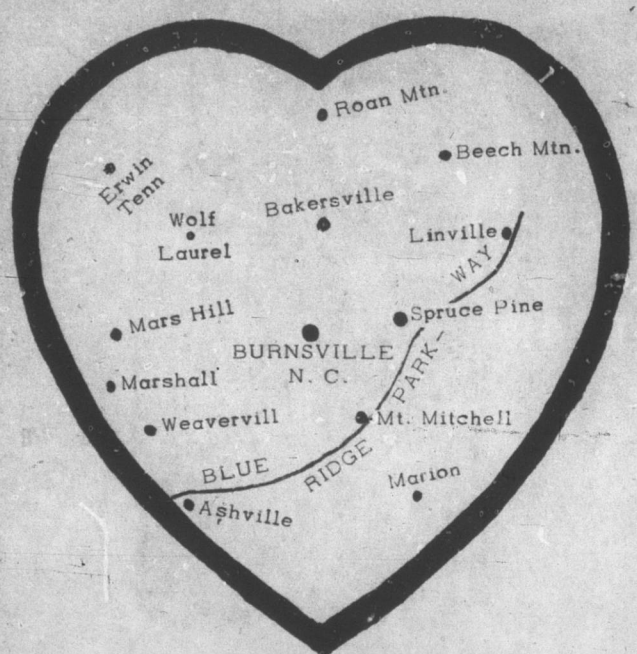 Roan Mtn.
Beech Mtn.
Erwin
Tenn
Bakersville
Wolf
Laurel
Linville
WAY
Mars Hill
Spruce Pine
BURNSVILLE
N. C.
PARK-
Marshall
Weavervill
Mt. Mitchell
BLUE
RIDGE
Marion
Ashville